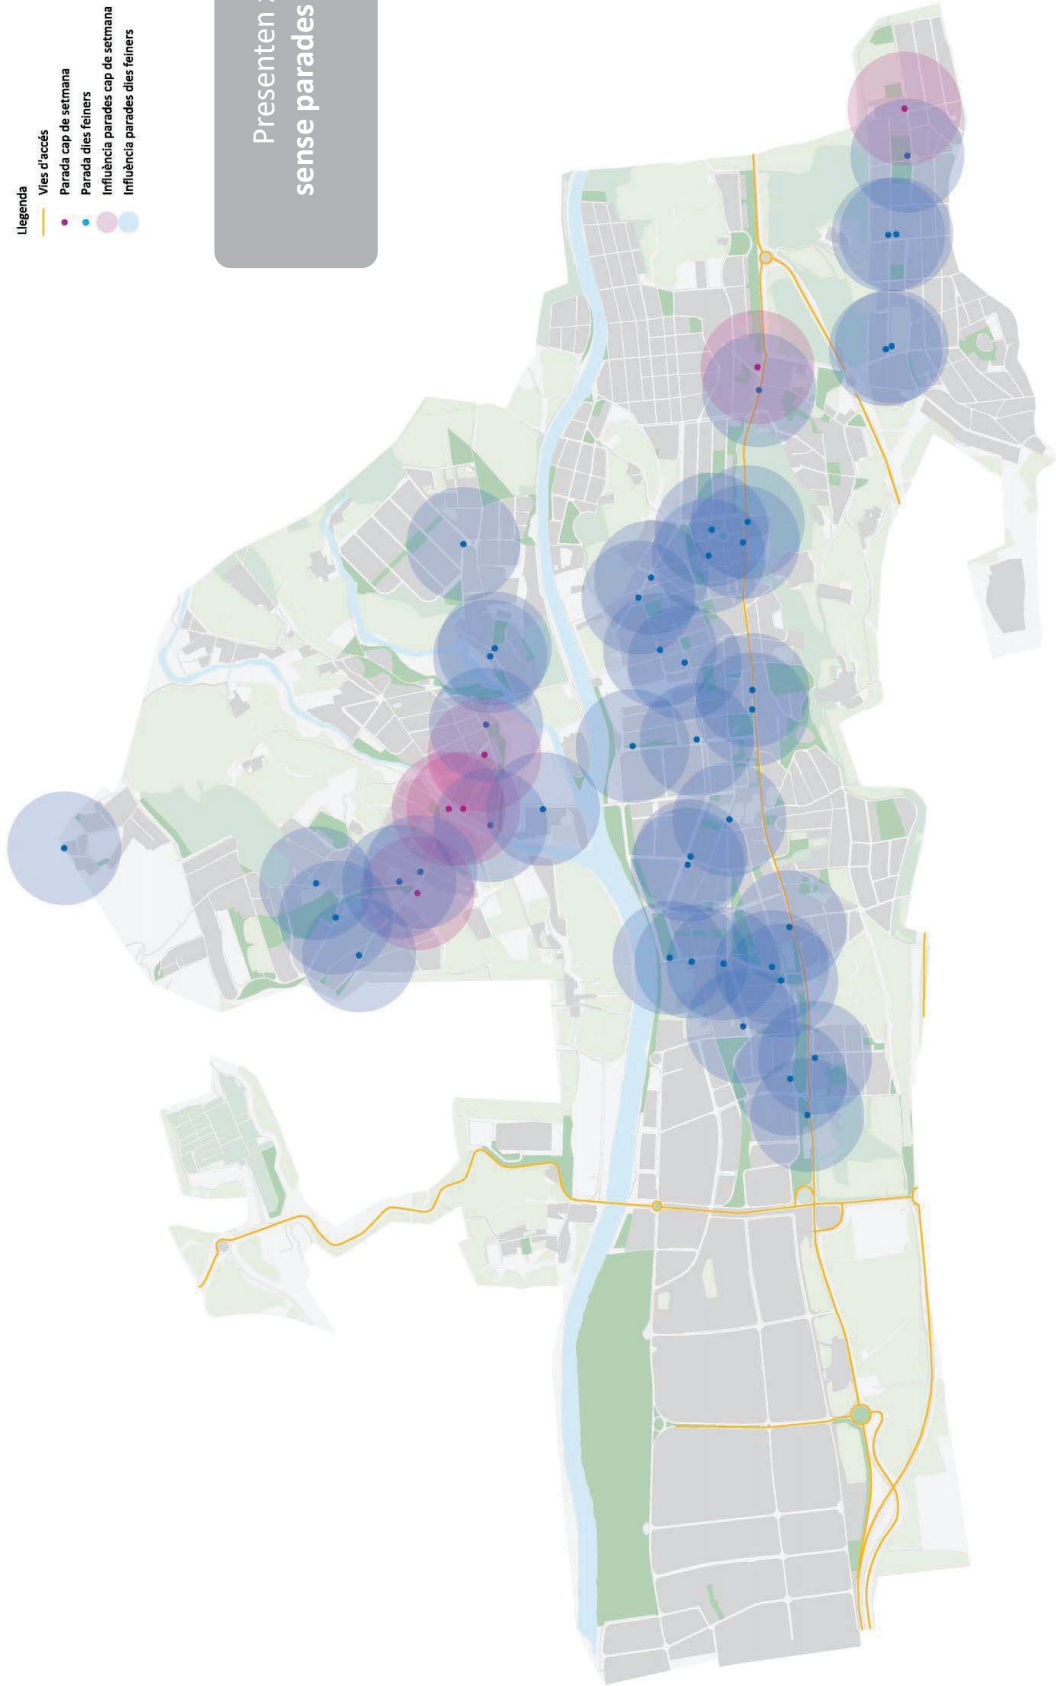 Llegenda
Vies d'accés
Parada cap de setmana
Parada dies feiners
Influència parades cap de setmana
Influència parades dies feiners
Presenten
sense parades